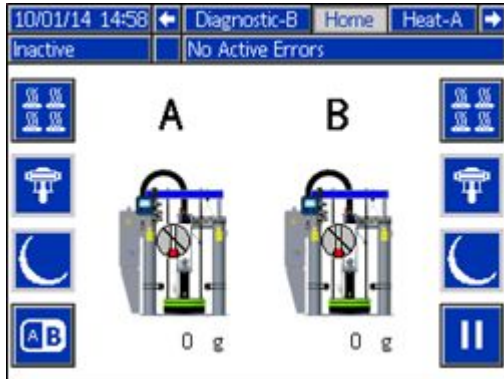 10/01/14 14:58 Diagnostic-B Home Heat-A
Inactive No Active Errors
A B
A B
0 g 0 g